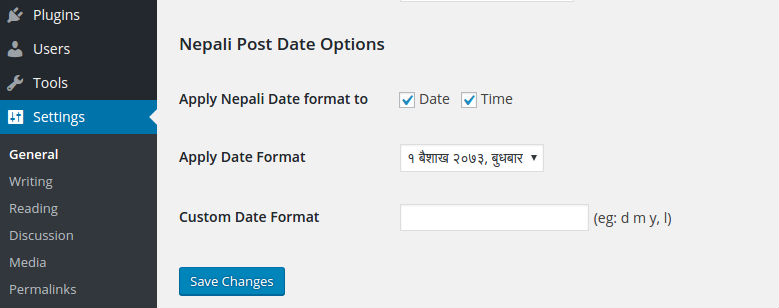 Plugins
Users
Tools
Settings
General
Writing
Reading
Discussion
Media
Permalinks
Nepali Post Date Options
Apply Nepali Date format to Date Time
Apply Date Format १ बैशाख २०७३, बुधबार
Custom Date Format (eg: d m y, l)
Save Changes